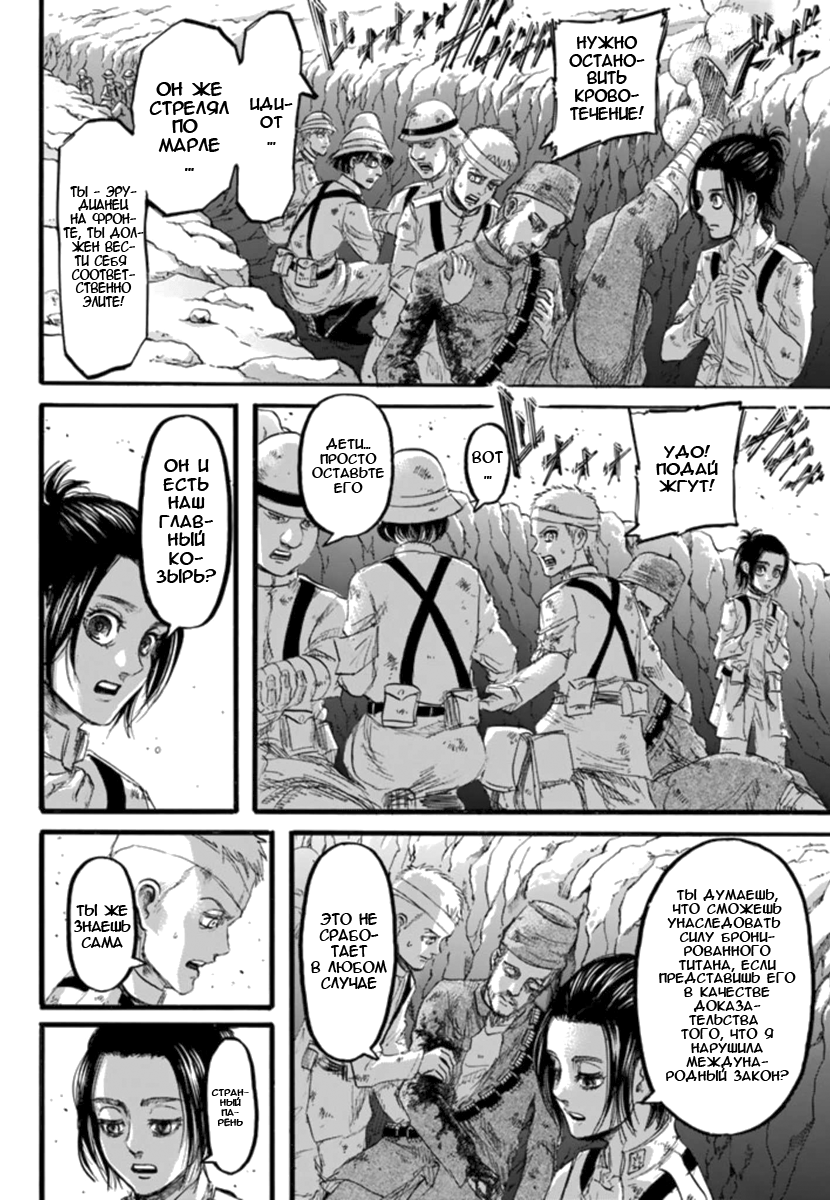 НУЖНО
ОСТАНО-
ВИТЬ
КРОВО-
ТЕЧЕНИЕ!
ИДИ-
ОТ
...
ОН ЖЕ
СТРЕЛЯЛ
ПО
МАРЛЕ
...
ТЫ - ЭРУ-
ДИАНЕЦ
НА ФРОН-
ТЕ, ТЫ ДОЛ-
ЖЕН ВЕС-
ТИ СЕБЯ
СООТВЕТ-
СТВЕННО
ЭЛИТЕ!
УДО!
ПОДАЙ
ЖГУТ!
ВОТ
...
ДЕТИ...
ПРОСТО
ОСТАВЬТЕ
ЕГО
ОН И
ЕСТЬ
НАШ
ГЛАВ-
НЫЙ
КО-
ЗЫРЬ?
ТЫ ДУМАЕШЬ,
ЧТО СМОЖЕШЬ
УНАСЛЕДОВАТЬ
СИЛУ БРОНИ-
РОВАННОГО
ТИТАНА, ЕСЛИ
ПРЕДСТАВИШЬ ЕГО
В КАЧЕСТВЕ
ДОКАЗА-
ТЕЛЬСТВА
ТОГО, ЧТО Я
НАРУШИЛА
МЕЖДУНА-
РОДНЫЙ ЗАКОН?
ЭТО НЕ
СРАБО-
ТАЕТ
В ЛЮБОМ
СЛУЧАЕ
ТЫ ЖЕ
ЗНАЕШЬ
САМА
СТРАН-
НЫЙ
ПА-
РЕНЬ